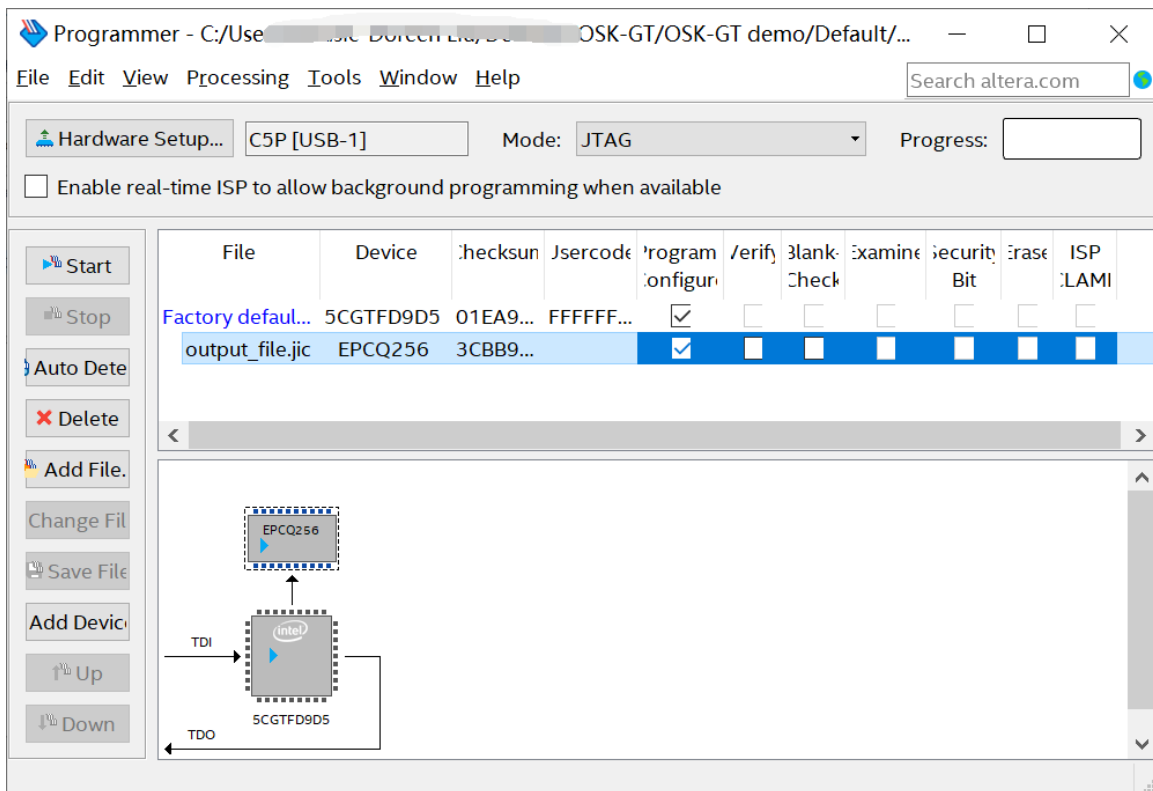 Programmer - C:/Use OSK-GT/OSK-GT demo/Default/...
File Edit View Processing Tools Window Help
Search altera.com
Hardware Setup... C5P [USB-1] Mode: JTAG Progress:
Enable real-time ISP to allow background programming when available
Start
Stop
Auto Dete
Delete
Add File.
Change Fil
Save File
Add Devic
Up
Down
File Device Checksun Usercode Program Verify Blank- Examine Security Erase ISP
Configur Check Bit CLAMI
Factory defaul... 5CGTFD9D5 01EA9... FFFFFF...
output_file.jic EPCQ256 3CBB9...
EPCQ256
TDI
intel
5CGTFD9D5
TDO